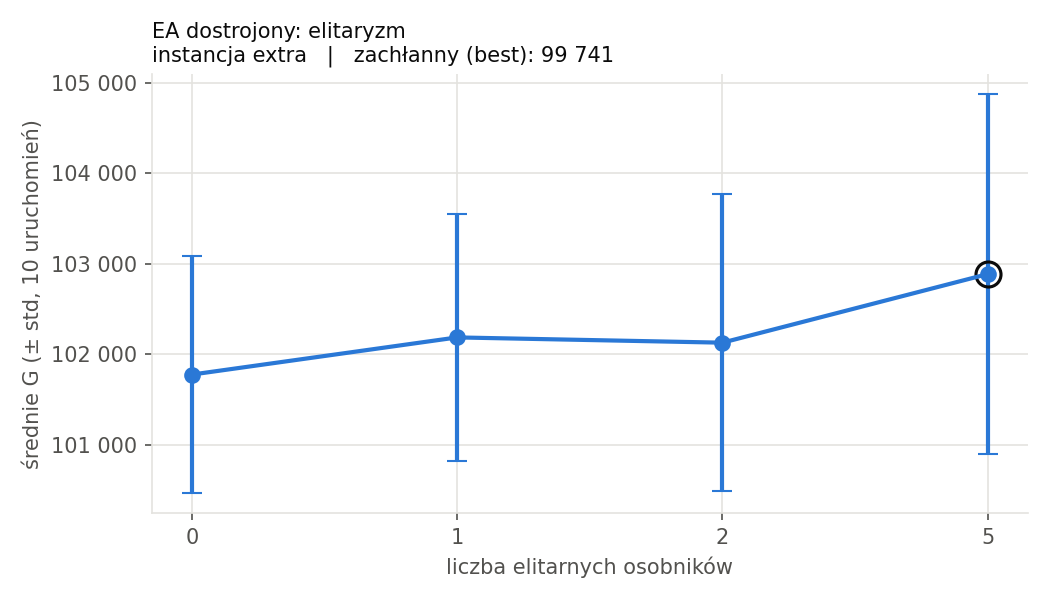 EA dostrojony: elitaryzm
instancja extra | zachłanny (best): 99 741
średnie G (± std, 10 uruchomień)
105 000
104 000
103 000
102 000
101 000
0
1
2
5
liczba elitarnych osobników